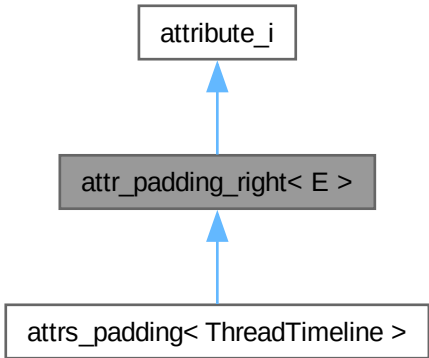 attribute_i
attr_padding_right< E >
attrs_padding< ThreadTimeline >